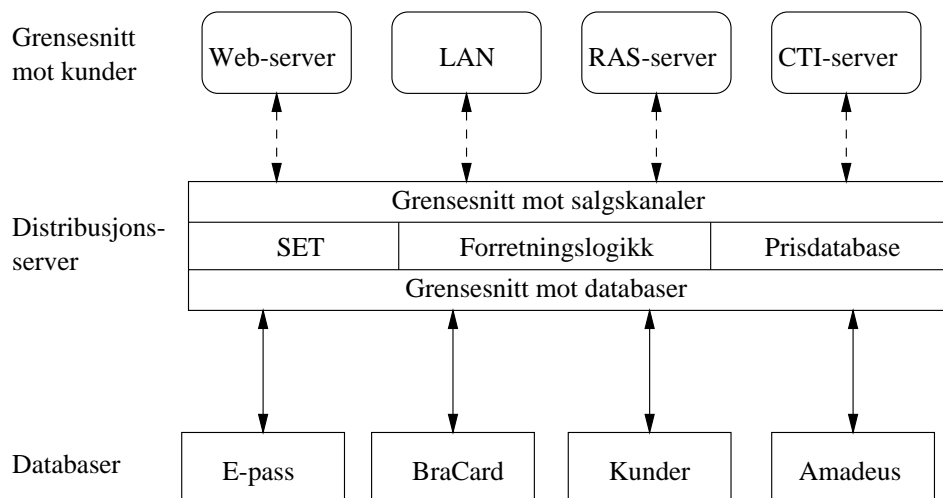 Grensesnitt
mot kunder
Web-server
LAN
RAS-server
CTI-server
Distribusjons-
server
Grensesnitt mot salgskanaler
SET
Forretningslogikk
Prisdatabase
Grensesnitt mot databaser
Databaser
E-pass
BraCard
Kunder
Amadeus